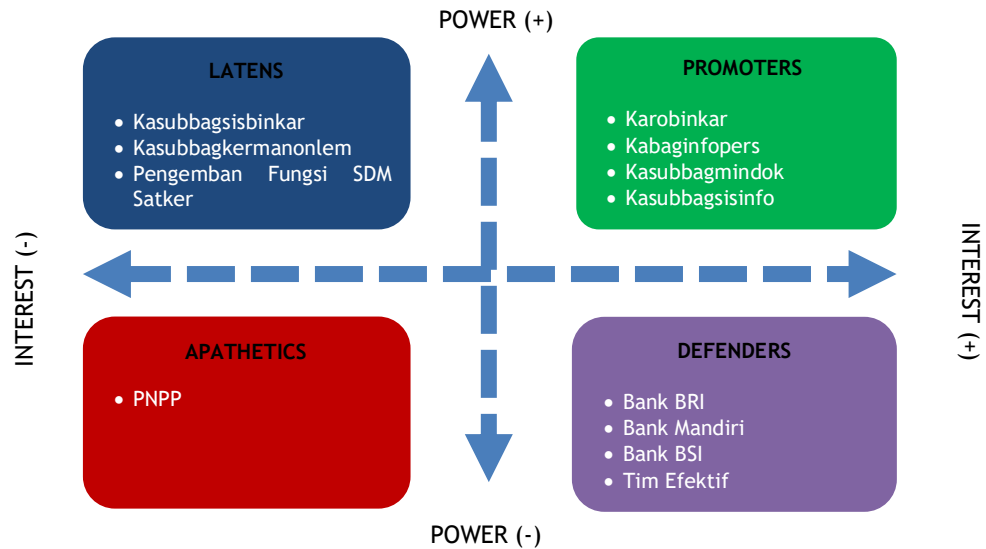 POWER (+)
LATENS
• Kasubbagsisbinkar
• Kasubbagkermanonlem
• Pengemban Fungsi SDM
Satker
PROMOTERS
• Karobinkar
• Kabaginfopers
• Kasubbagmindok
• Kasubbagsisinfo
INTEREST (-)
INTEREST (+)
APATHETICS
• PNPP
DEFENDERS
• Bank BRI
• Bank Mandiri
• Bank BSI
• Tim Efektif
POWER (-)